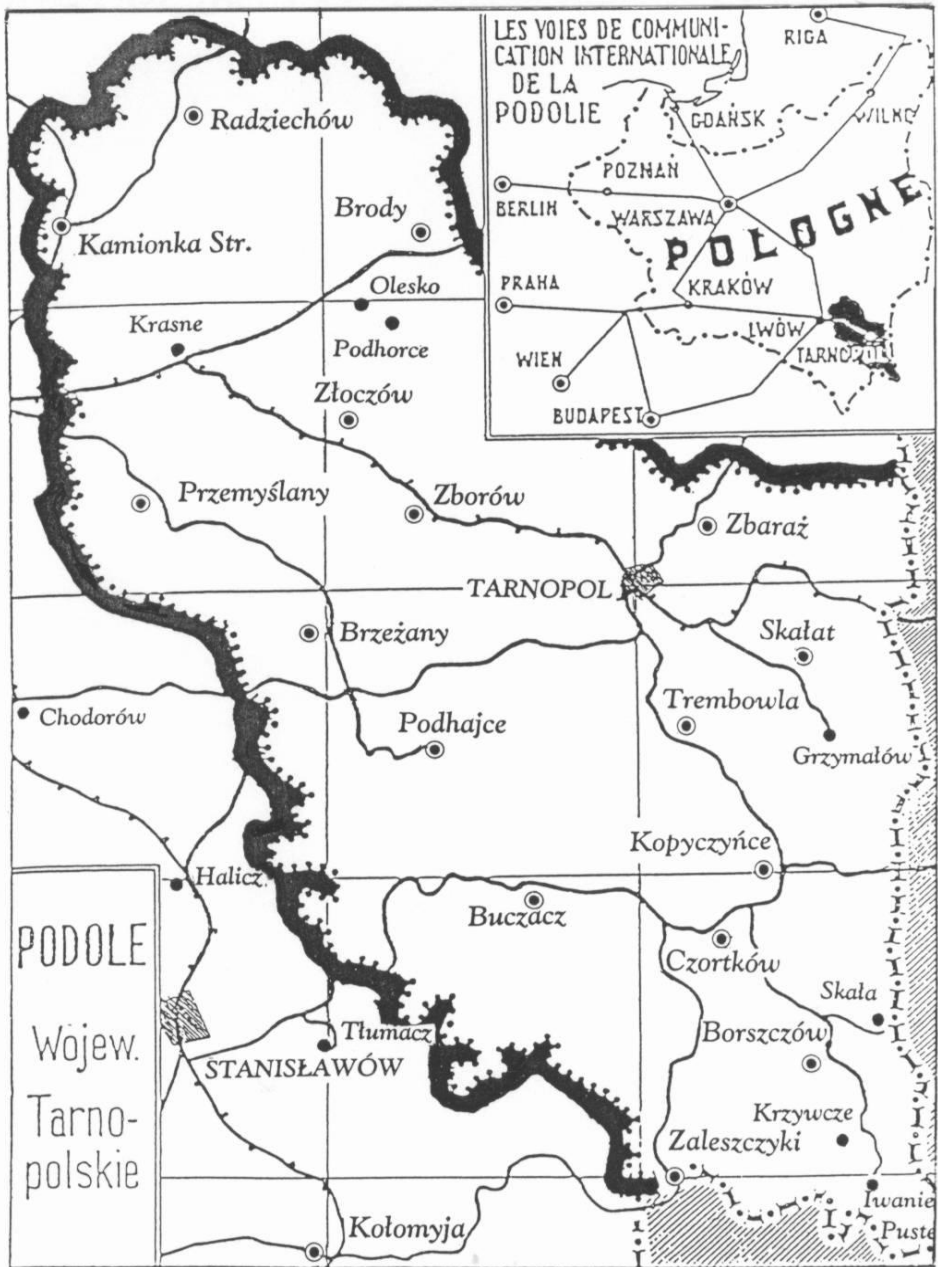 LES VOIES DE COMMUNI-
CATION INTERNATIONALE
DE LA
PODOLIE
RIGA
GDAŃSK
WILNO
POZNAŃ
BERLIN
WARSZAWA
POLOGNE
PRAHA
KRAKÓW
LWÓW
WIEN
TARNOPOL
BUDAPEST
Radziechów
Brody
Kamionka Str.
Olesko
Krasne
Podhorce
Złoczów
Przemyślany
Zborów
Zbaraż
TARNOPOL
Brzeżany
Skałat
Trembowla
Chodorów
Podhajce
Grzymałów
Kopyczyńce
Halicz
Buczacz
Czortków
Skała
Tłumacz
Borszczów
STANISŁAWÓW
Krzywcze
Zaleszczyki
Iwanie
Puste
Kołomyja
PODOLE
Wojew.
Tarno-
polskie